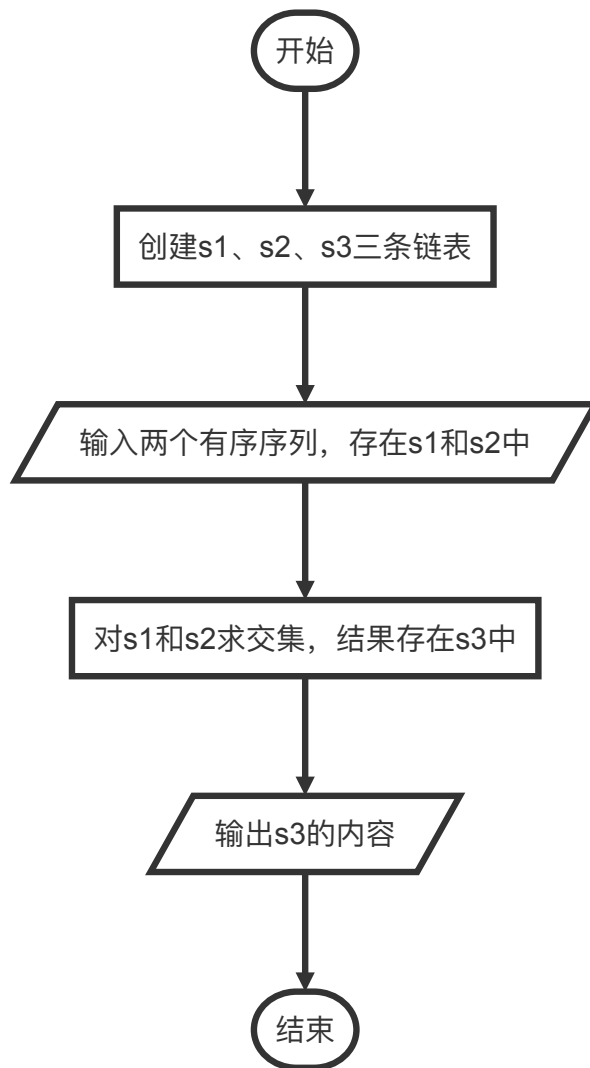 开始
创建s1、s2、s3三条链表
输入两个有序序列，存在s1和s2中
对s1和s2求交集，结果存在s3中
输出s3的内容
结束